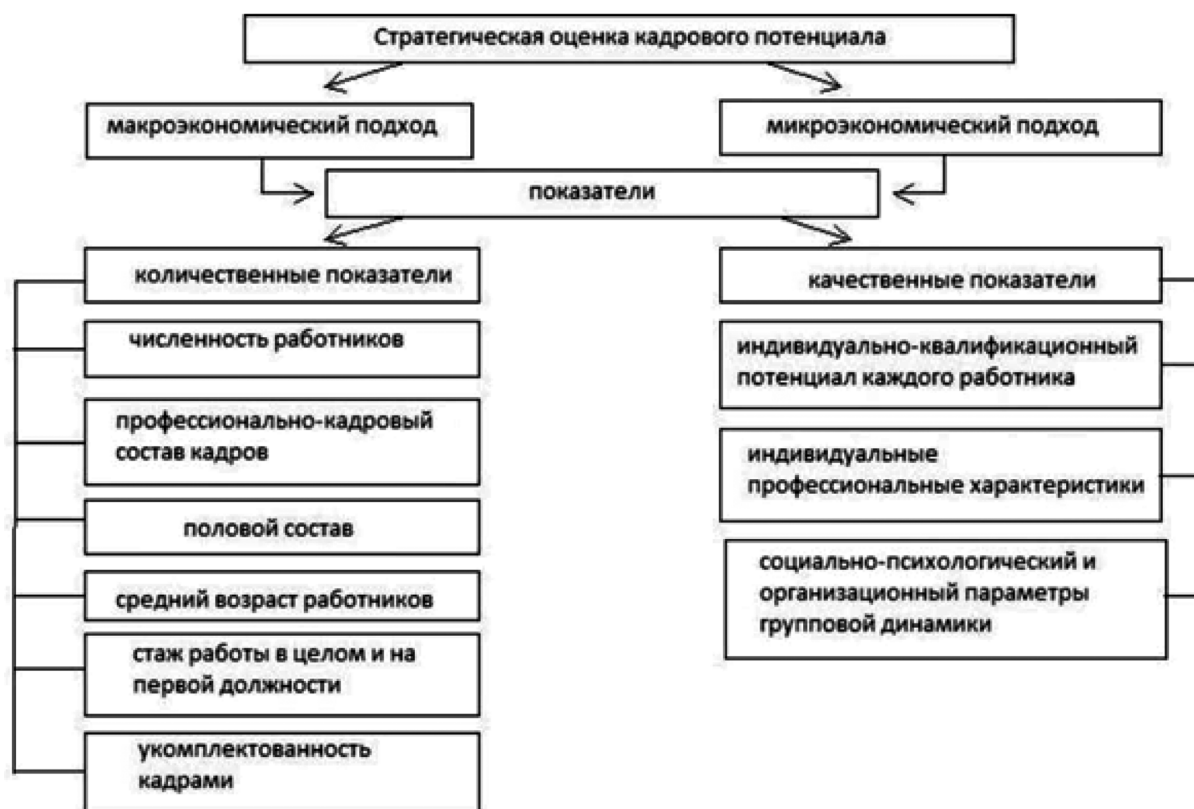 Стратегическая оценка кадрового потенциала
макроэкономический подход
микроэкономический подход
показатели
количественные показатели
численность работников
профессионально-кадровый
состав кадров
половой состав
средний возраст работников
стаж работы в целом и на
первой должности
укомплектованность
кадрами
качественные показатели
индивидуально-квалификационный
потенциал каждого работника
индивидуальные
профессиональные характеристики
социально-психологический и
организационный параметры
групповой динамики